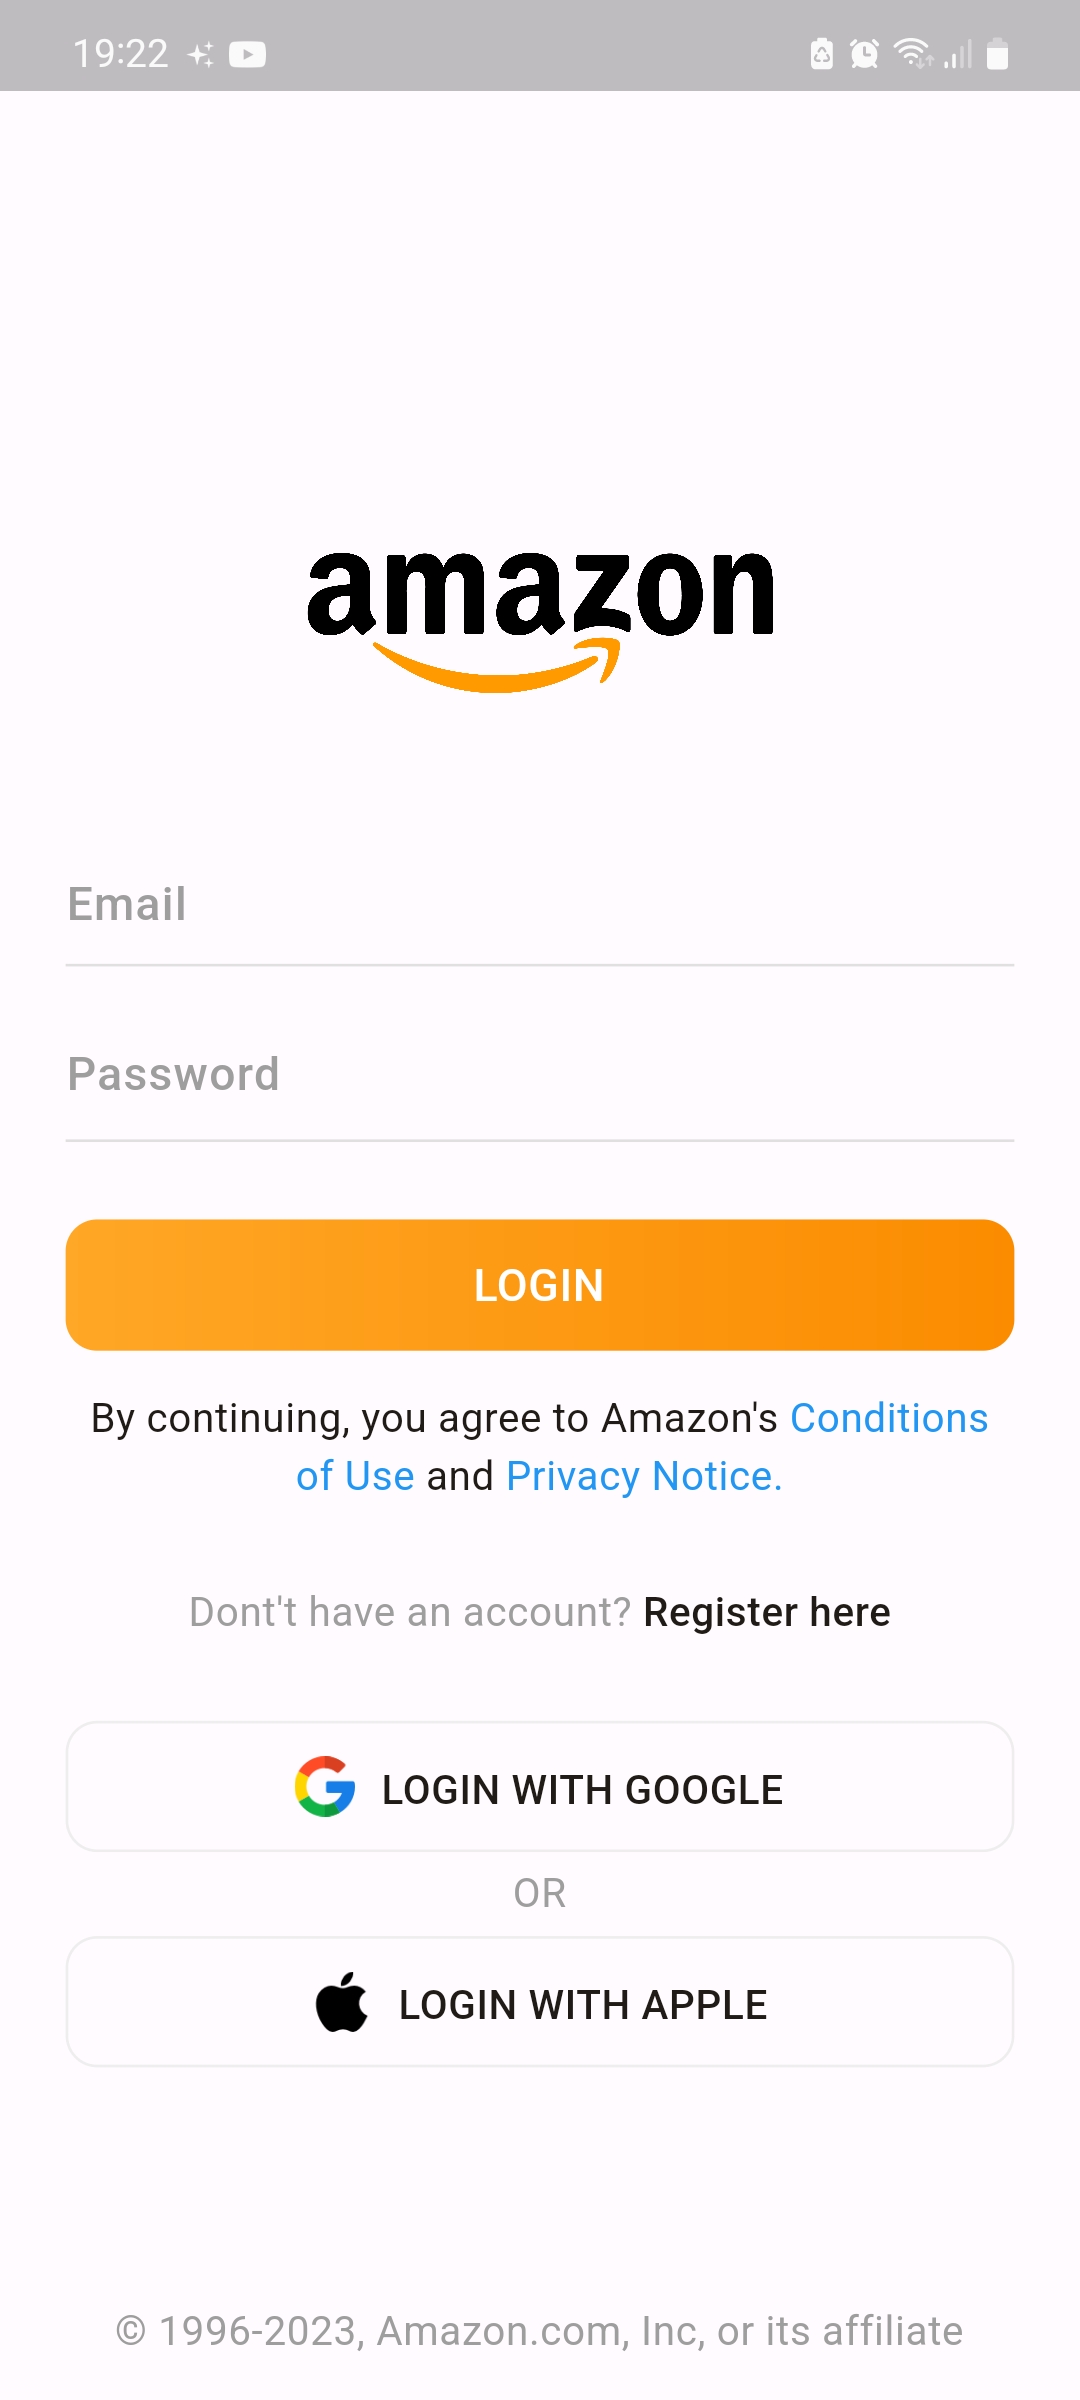 19:22
amazon
Email
Password
LOGIN
By continuing, you agree to Amazon's Conditions
of Use and Privacy Notice.
Dont't have an account? Register here
LOGIN WITH GOOGLE
OR
LOGIN WITH APPLE
© 1996-2023, Amazon.com, Inc, or its affiliate